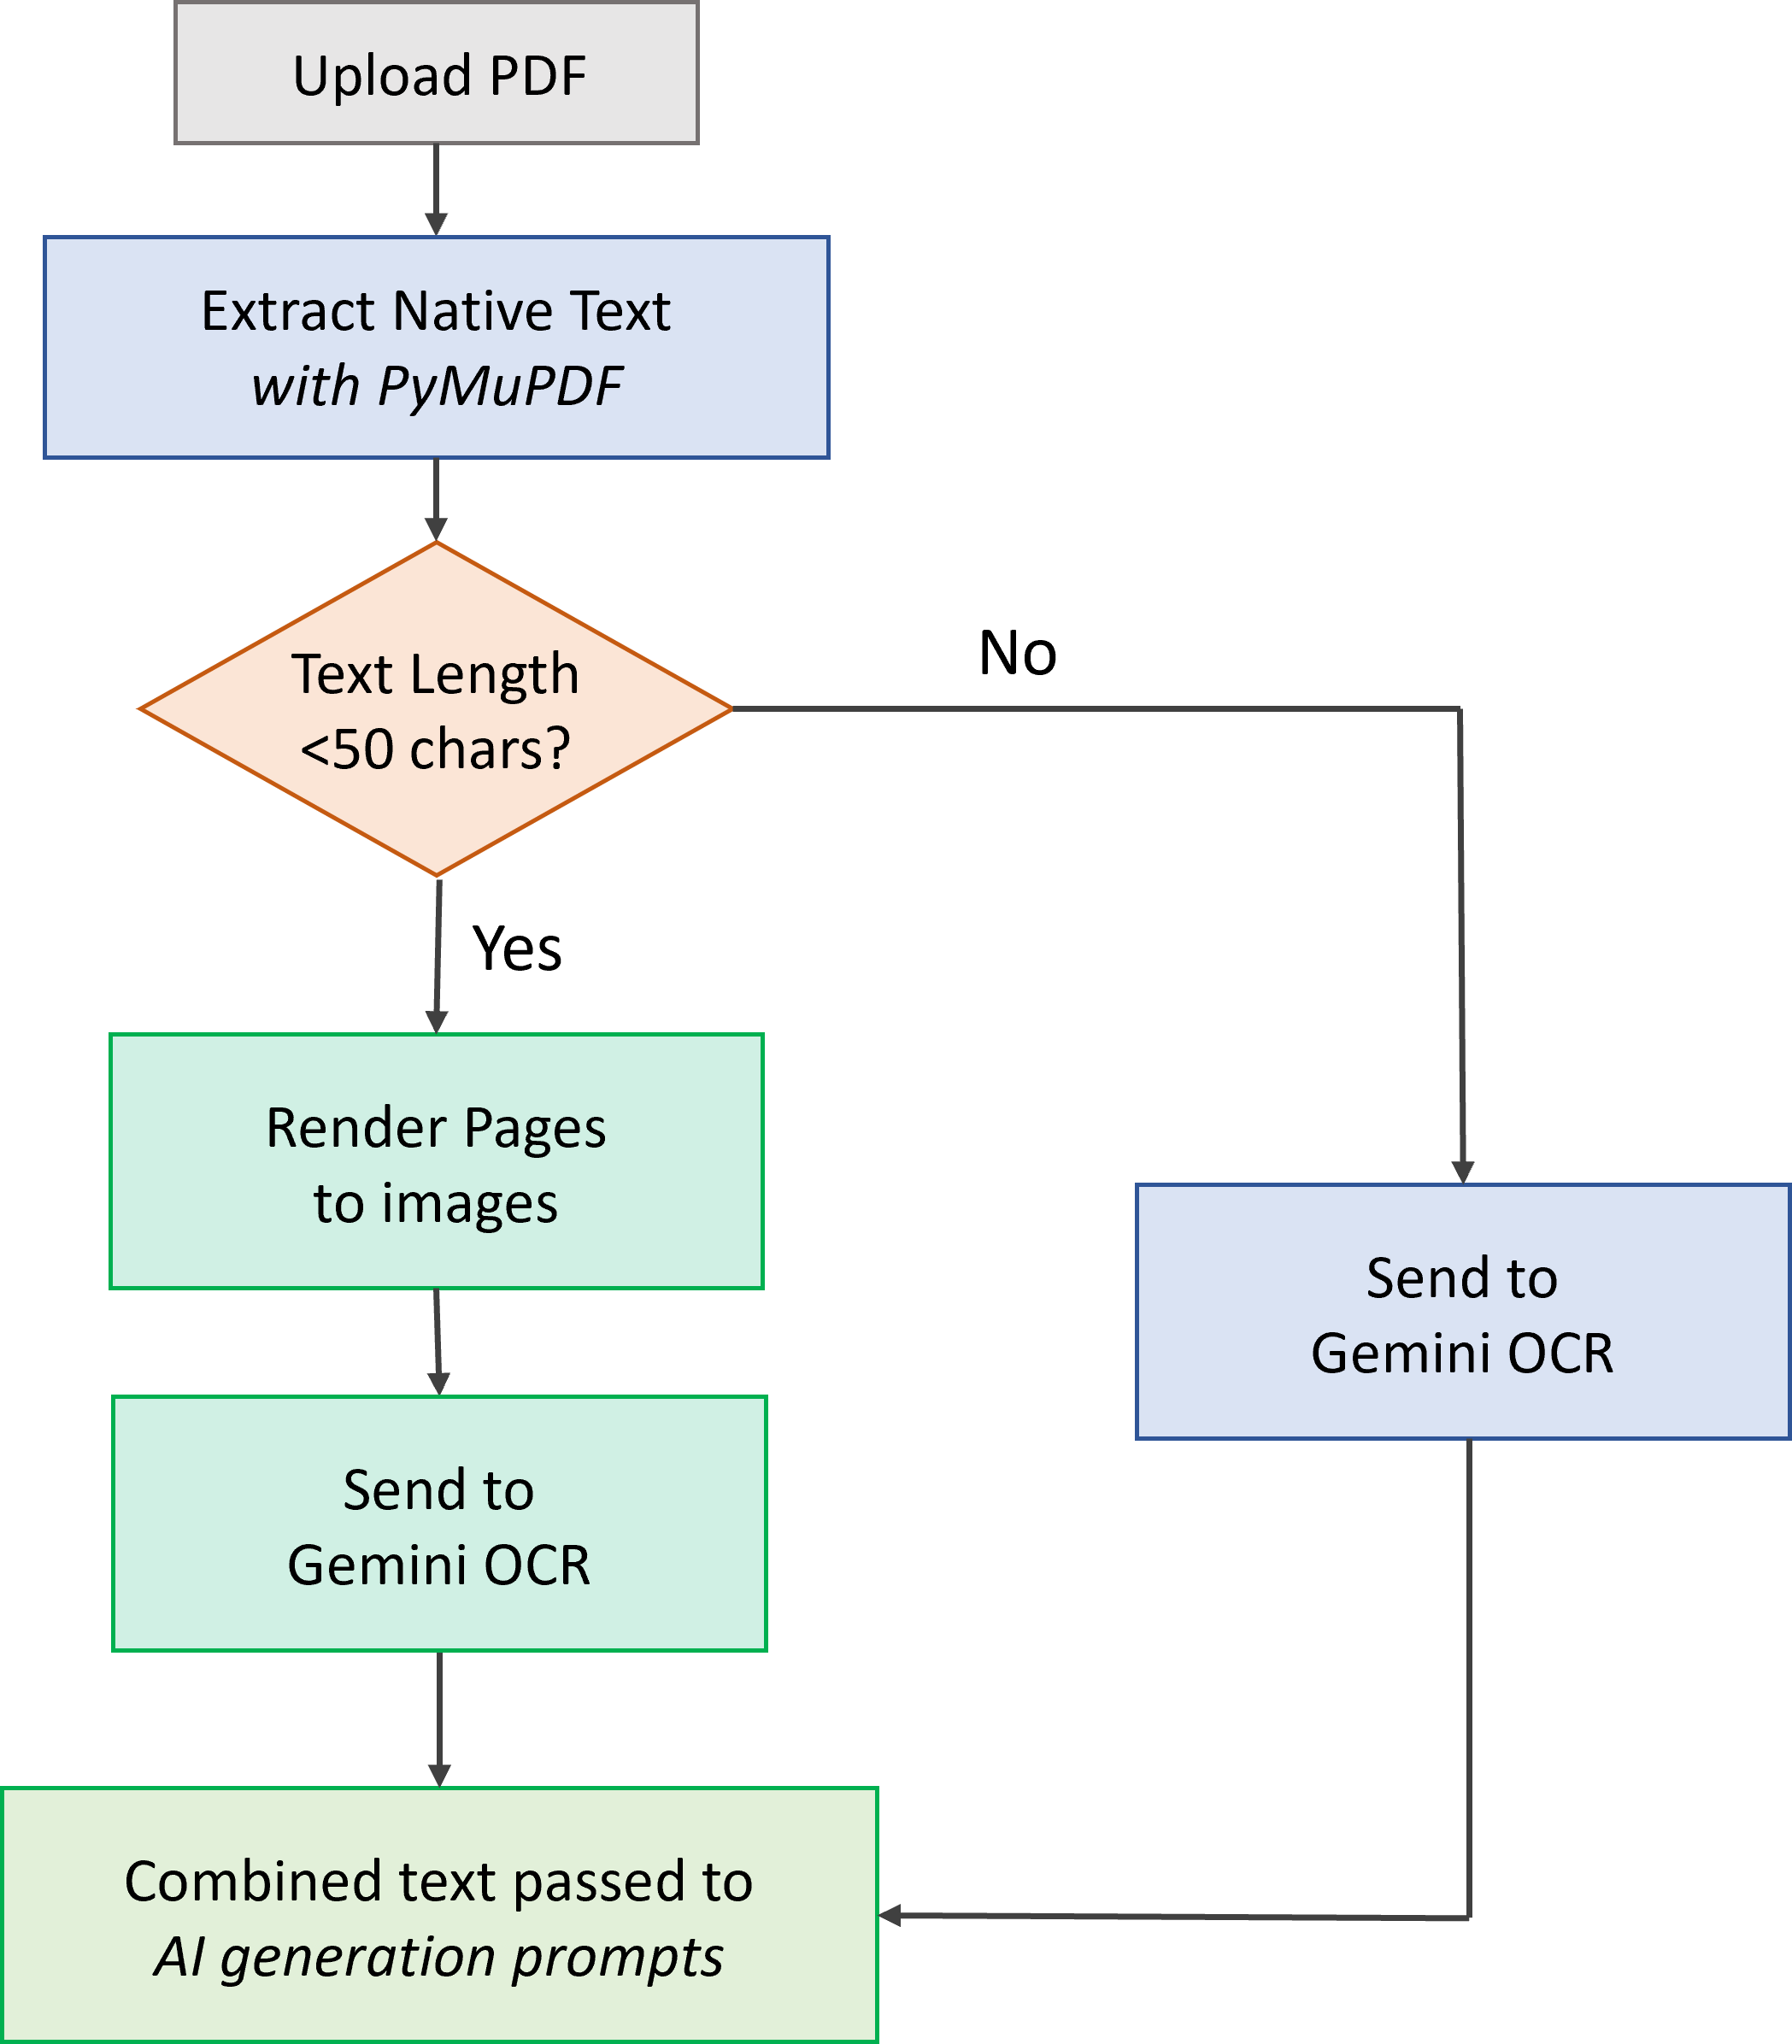 Upload PDF
Extract Native Text
with PyMuPDF
Text Length
<50 chars?
No
Yes
Render Pages
to images
Send to
Gemini OCR
Send to
Gemini OCR
Combined text passed to
AI generation prompts